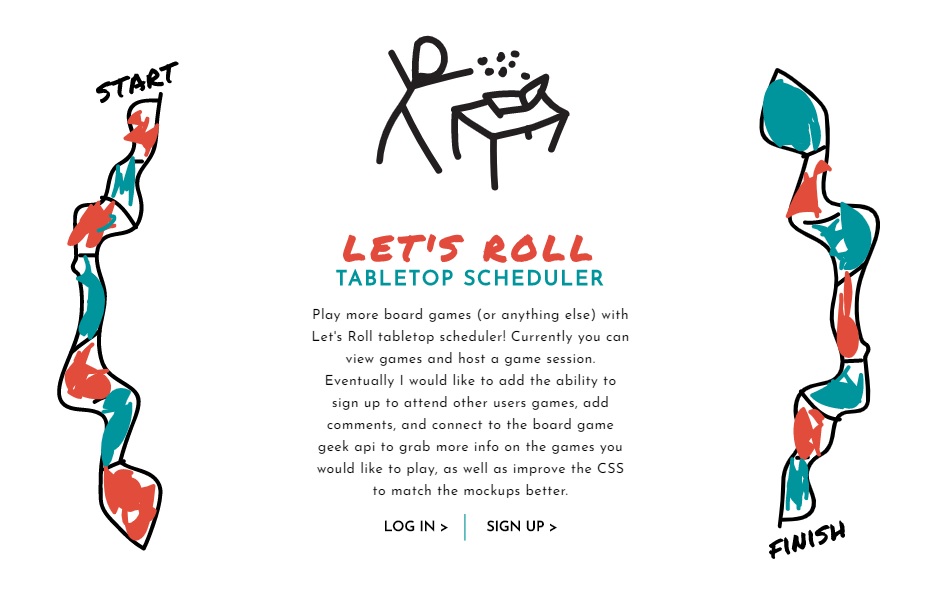 START
LET'S ROLL
TABLETOP SCHEDULER
Play more board games (or anything else) with
Let's Roll tabletop scheduler! Currently you can
view games and host a game session.
Eventually I would like to add the ability to
sign up to attend other users games, add
comments, and connect to the board game
geek api to grab more info on the games you
would like to play, as well as improve the CSS
to match the mockups better.
LOG IN > SIGN UP >
FINISH